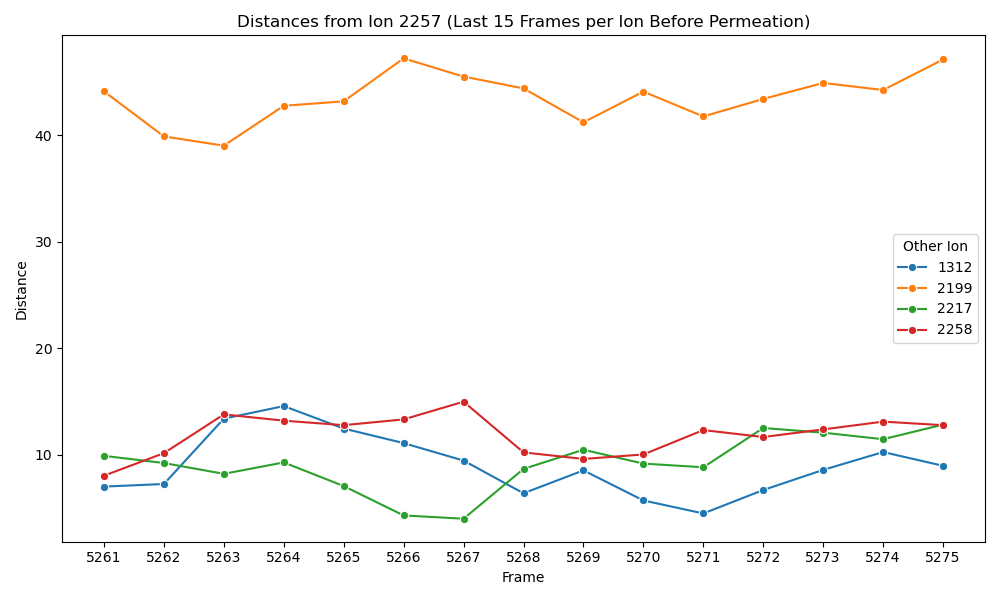 Distances from Ion 2257 (Last 15 Frames per Ion Before Permeation)
Distance
40
30
20
10
Other Ion
1312
2199
2217
2258
5261 5262 5263 5264 5265 5266 5267 5268 5269 5270 5271 5272 5273 5274 5275
Frame